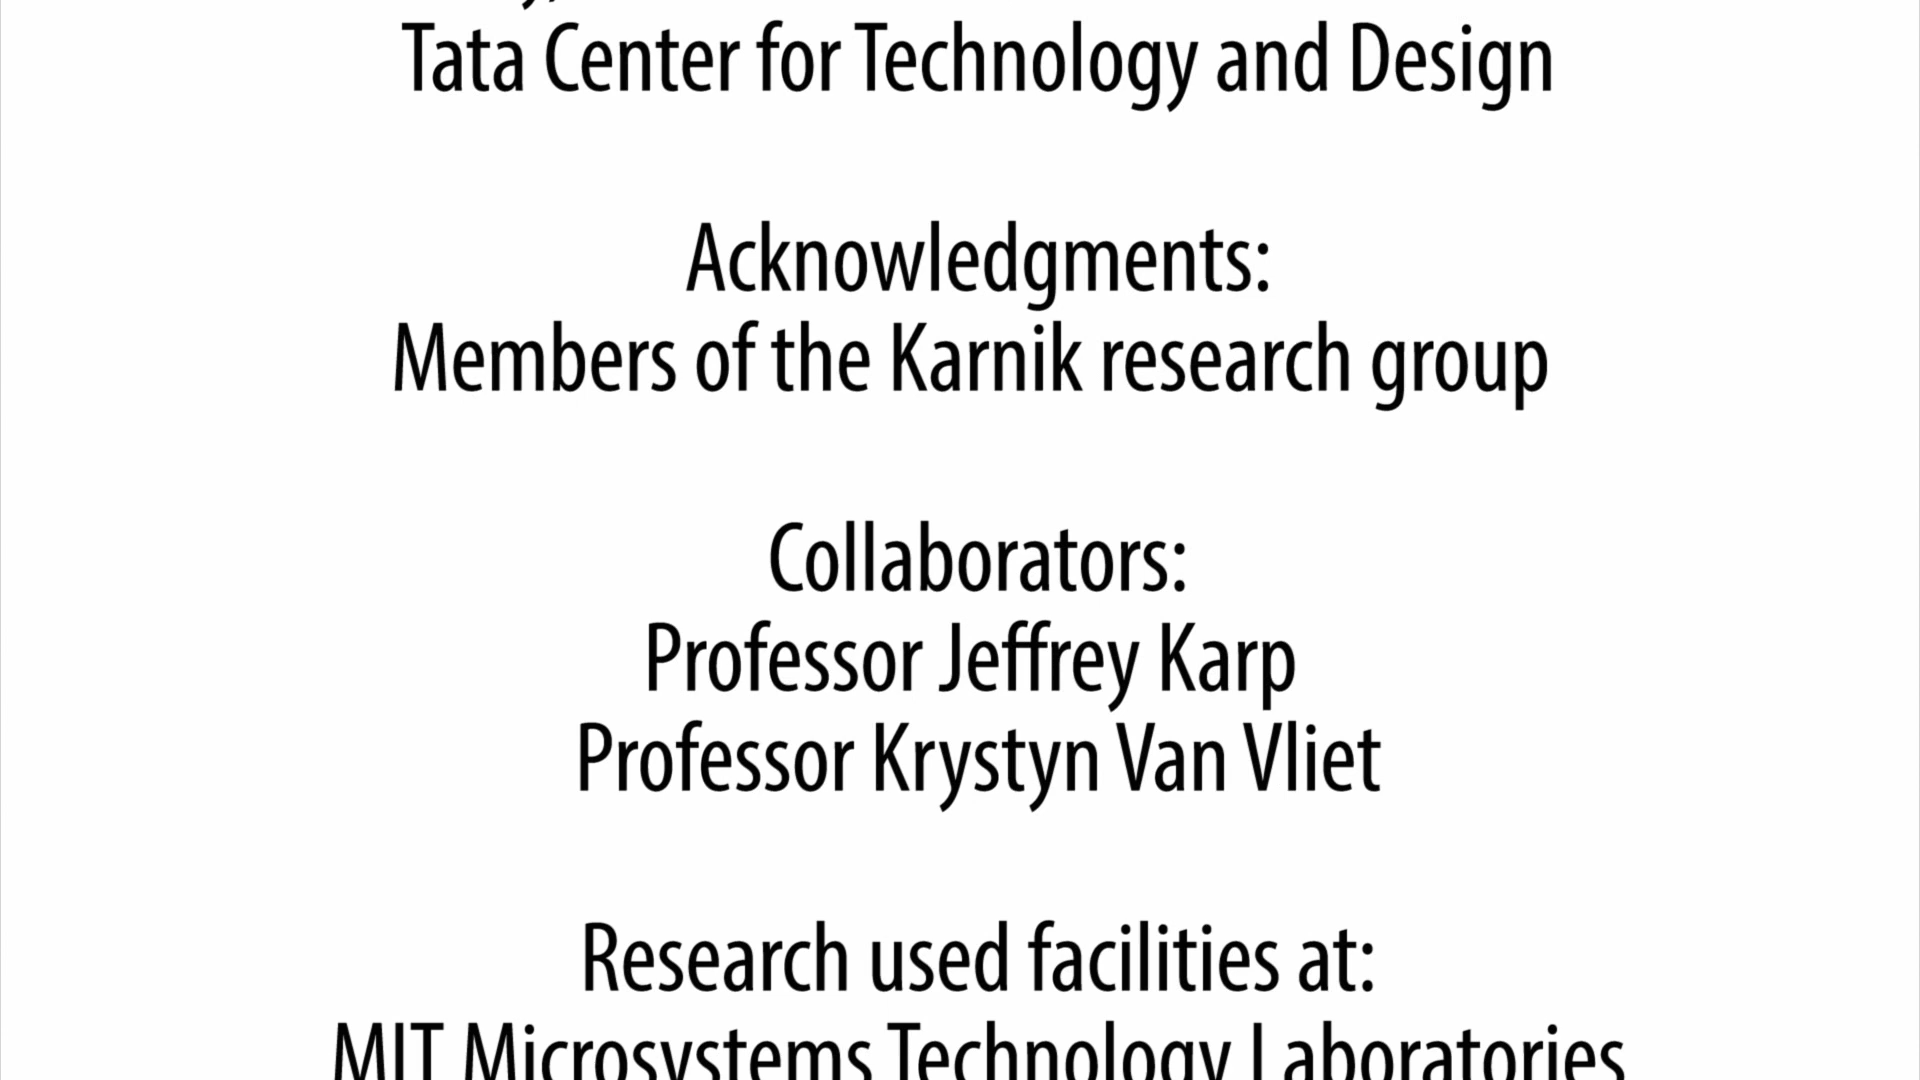 Tata Center for Technology and Design
Acknowledgments:
Members of the Karnik research group
Collaborators:
Professor Jeffrey Karp
Professor Krystyn Van Vliet
Research used facilities at:
MIT Microsystems Technology Laboratories